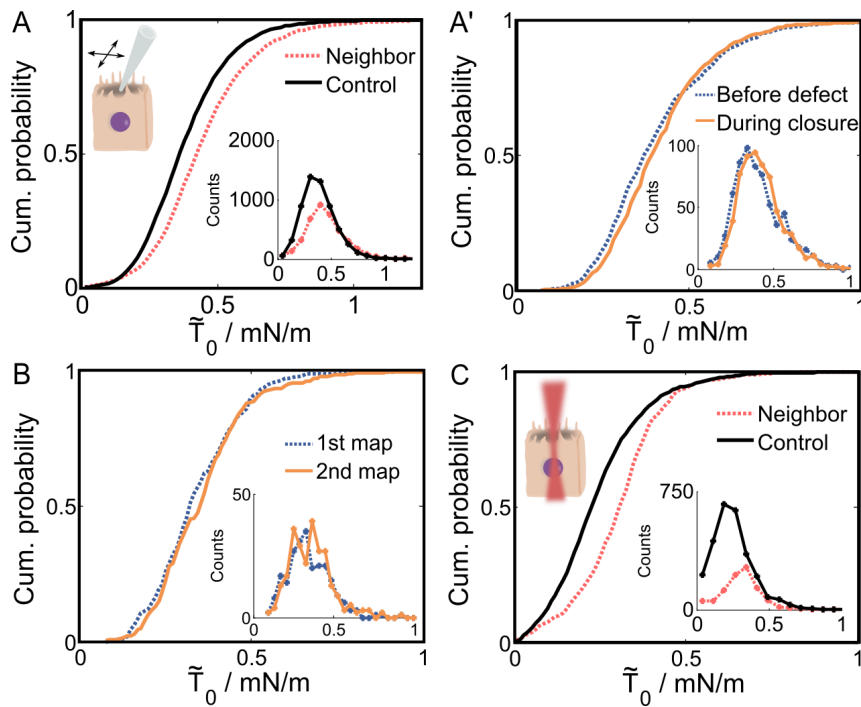 A
1
0.5
0
0
0.5
1
Cum. probability
T̃₀ / mN/m
Neighbor
Control
2000
1000
0
0
0.5
1
Counts
A'
1
0.5
0
0
0.5
1
Cum. probability
T̃₀ / mN/m
Before defect
During closure
100
50
0
0
0.5
1
Counts
B
1
0.5
0
0
0.5
1
Cum. probability
T̃₀ / mN/m
1st map
2nd map
50
0
0
0.5
1
Counts
C
1
0.5
0
0
0.5
1
Cum. probability
T̃₀ / mN/m
Neighbor
Control
750
0
0
0.5
1
Counts